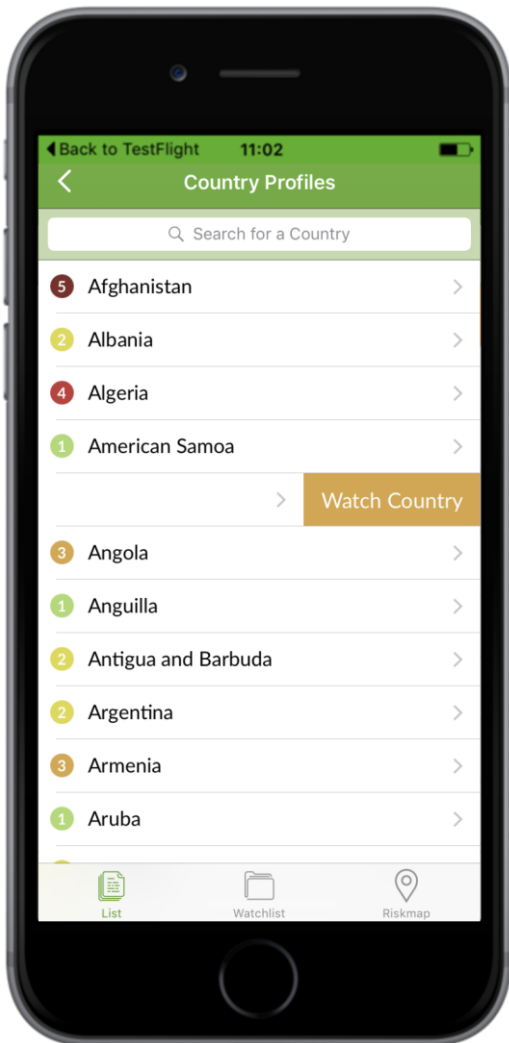 Back to TestFlight 11:02
Country Profiles
Search for a Country
5 Afghanistan
2 Albania
4 Algeria
1 American Samoa
Watch Country
3 Angola
1 Anguilla
2 Antigua and Barbuda
2 Argentina
3 Armenia
1 Aruba
List Watchlist Riskmap